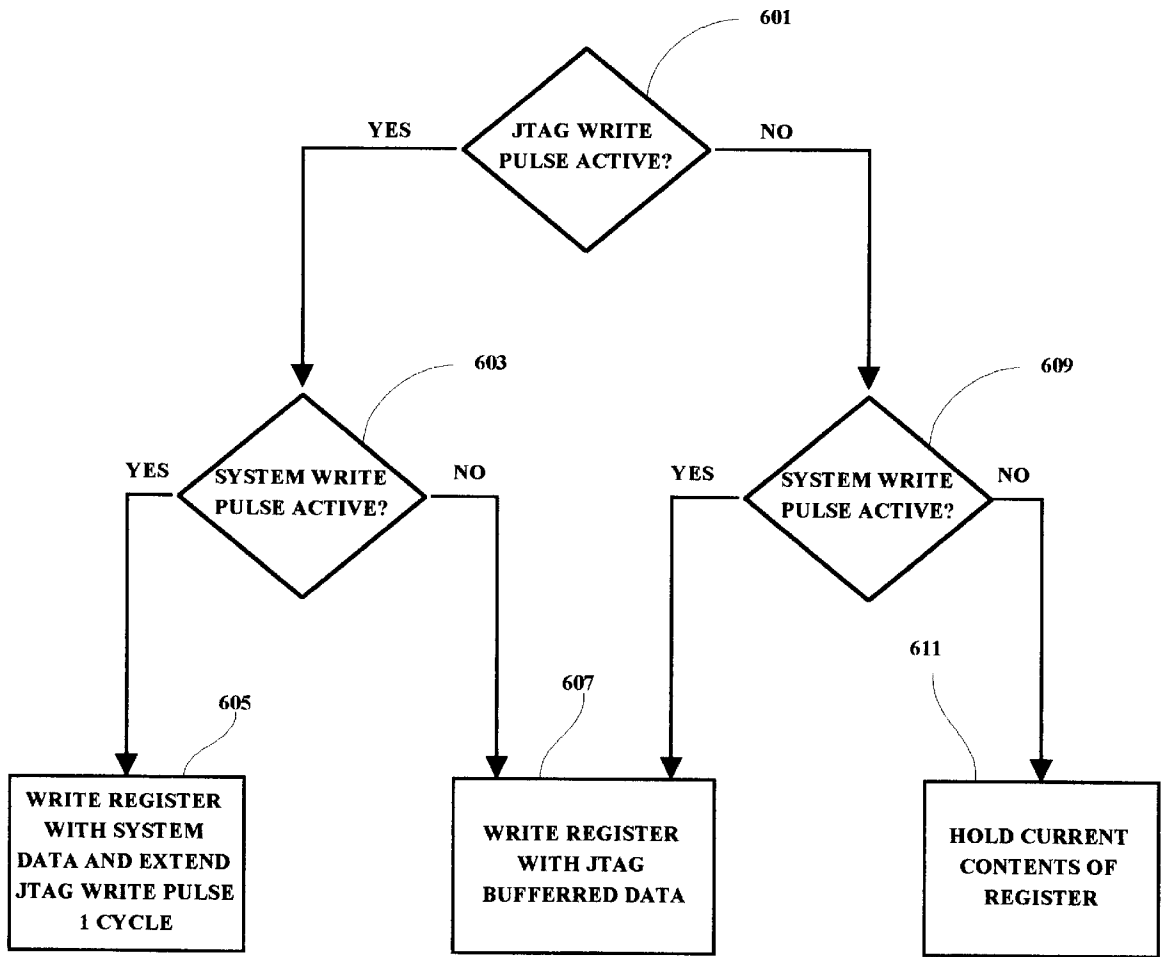 601
YES
JTAG WRITE
PULSE ACTIVE?
NO
603
609
YES
SYSTEM WRITE
PULSE ACTIVE?
NO
YES
SYSTEM WRITE
PULSE ACTIVE?
NO
605
607
611
WRITE REGISTER
WITH SYSTEM
DATA AND EXTEND
JTAG WRITE PULSE
1 CYCLE
WRITE REGISTER
WITH JTAG
BUFFERRED DATA
HOLD CURRENT
CONTENTS OF
REGISTER